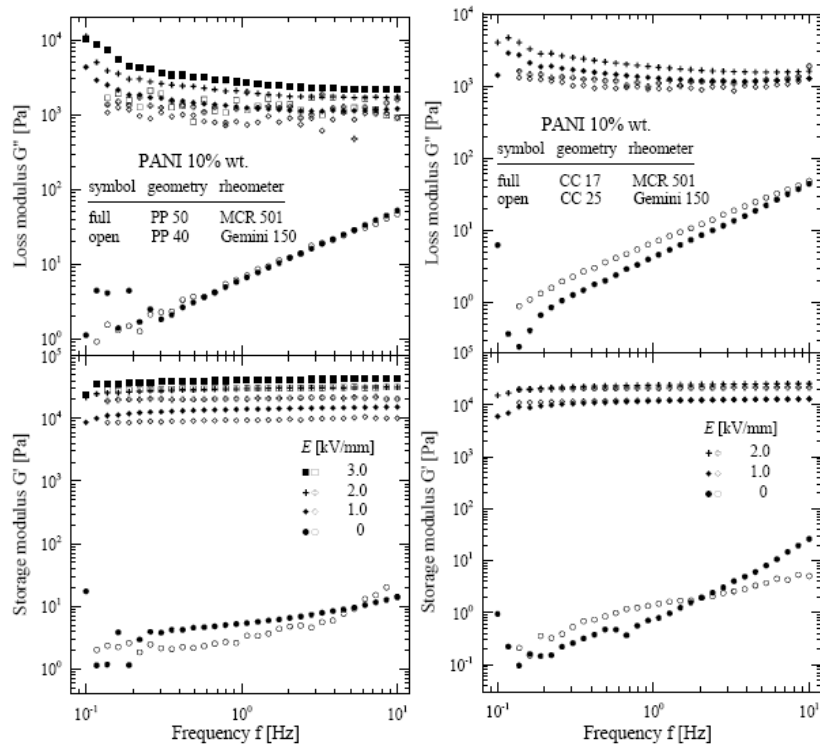 10^4
10^3
10^2
10^1
10^0
Loss modulus G" [Pa]
PANI 10% wt.
symbol geometry rheometer
full PP 50 MCR 501
open PP 40 Gemini 150
10^5
10^4
10^3
10^2
10^1
10^0
Storage modulus G' [Pa]
E [kV/mm]
3.0
2.0
1.0
0
10^-1 10^0 10^1
Frequency f [Hz]
10^5
10^4
10^3
10^2
10^1
10^0
Loss modulus G" [Pa]
PANI 10% wt.
symbol geometry rheometer
full CC 17 MCR 501
open CC 25 Gemini 150
10^5
10^4
10^3
10^2
10^1
10^0
10^-1
Storage modulus G' [Pa]
E [kV/mm]
2.0
1.0
0
10^-1 10^0 10^1
Frequency f [Hz]